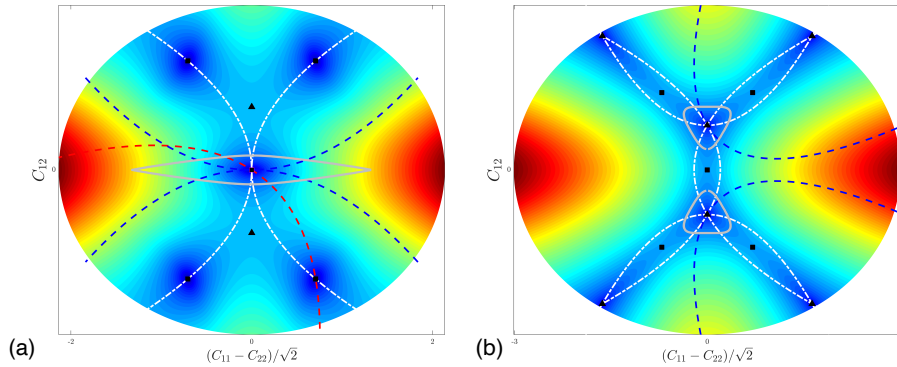 C₁₂
0
-2
0
2
(C₁₁ − C₂₂)/√2
(a)
C₁₂
0
-3
0
(C₁₁ − C₂₂)/√2
(b)